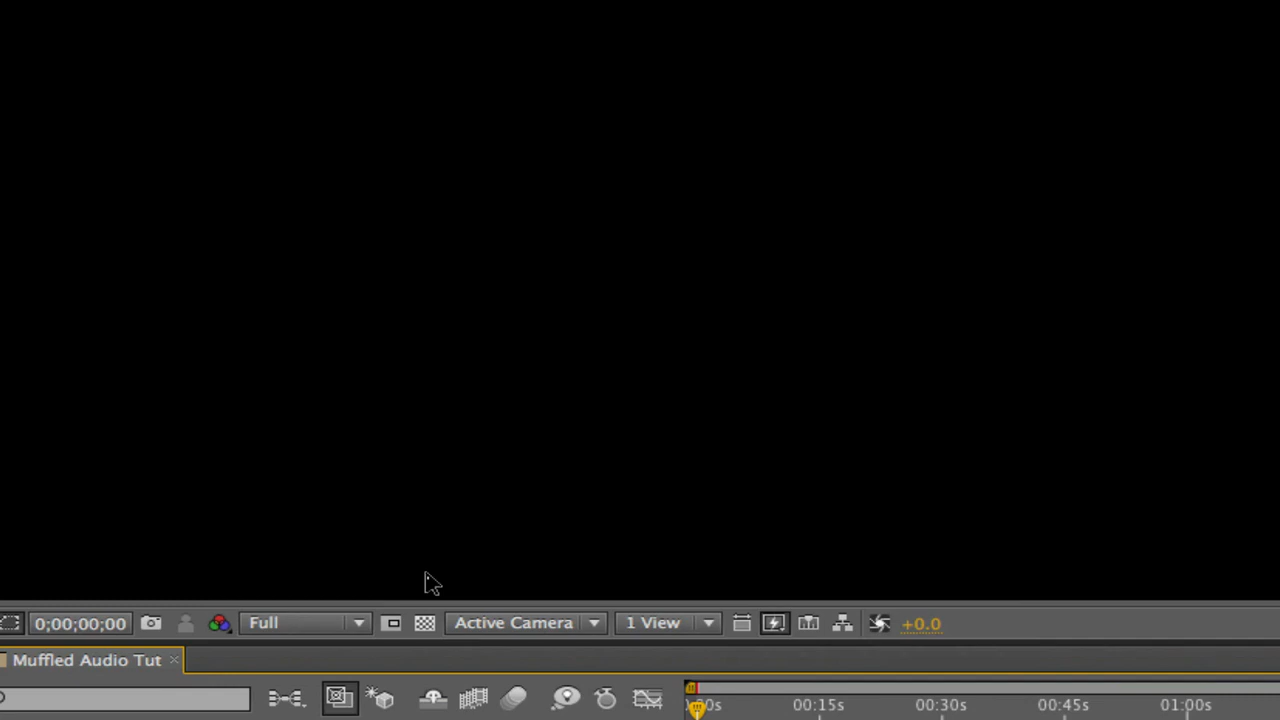 0;00;00;00 Full Active Camera 1 View +0.0
Muffled Audio Tut
00:15s 00:30s 00:45s 01:00s